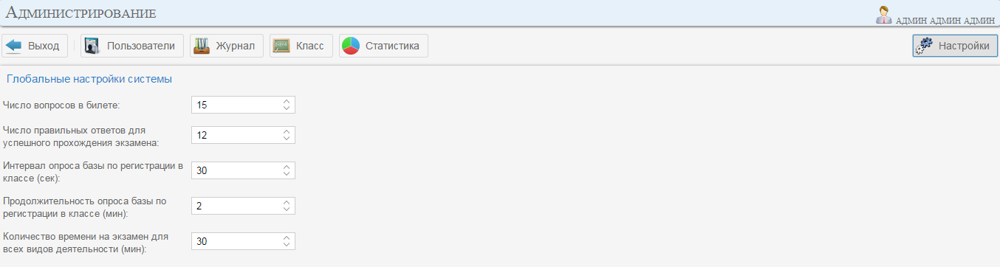 Администрирование
админ админ админ
Выход Пользователи Журнал Класс Статистика Настройки
Глобальные настройки системы
Число вопросов в билете: 15
Число правильных ответов для
успешного прохождения экзамена: 12
Интервал опроса базы по регистрации в
классе (сек): 30
Продолжительность опроса базы по
регистрации в классе (мин): 2
Количество времени на экзамен для
всех видов деятельности (мин): 30